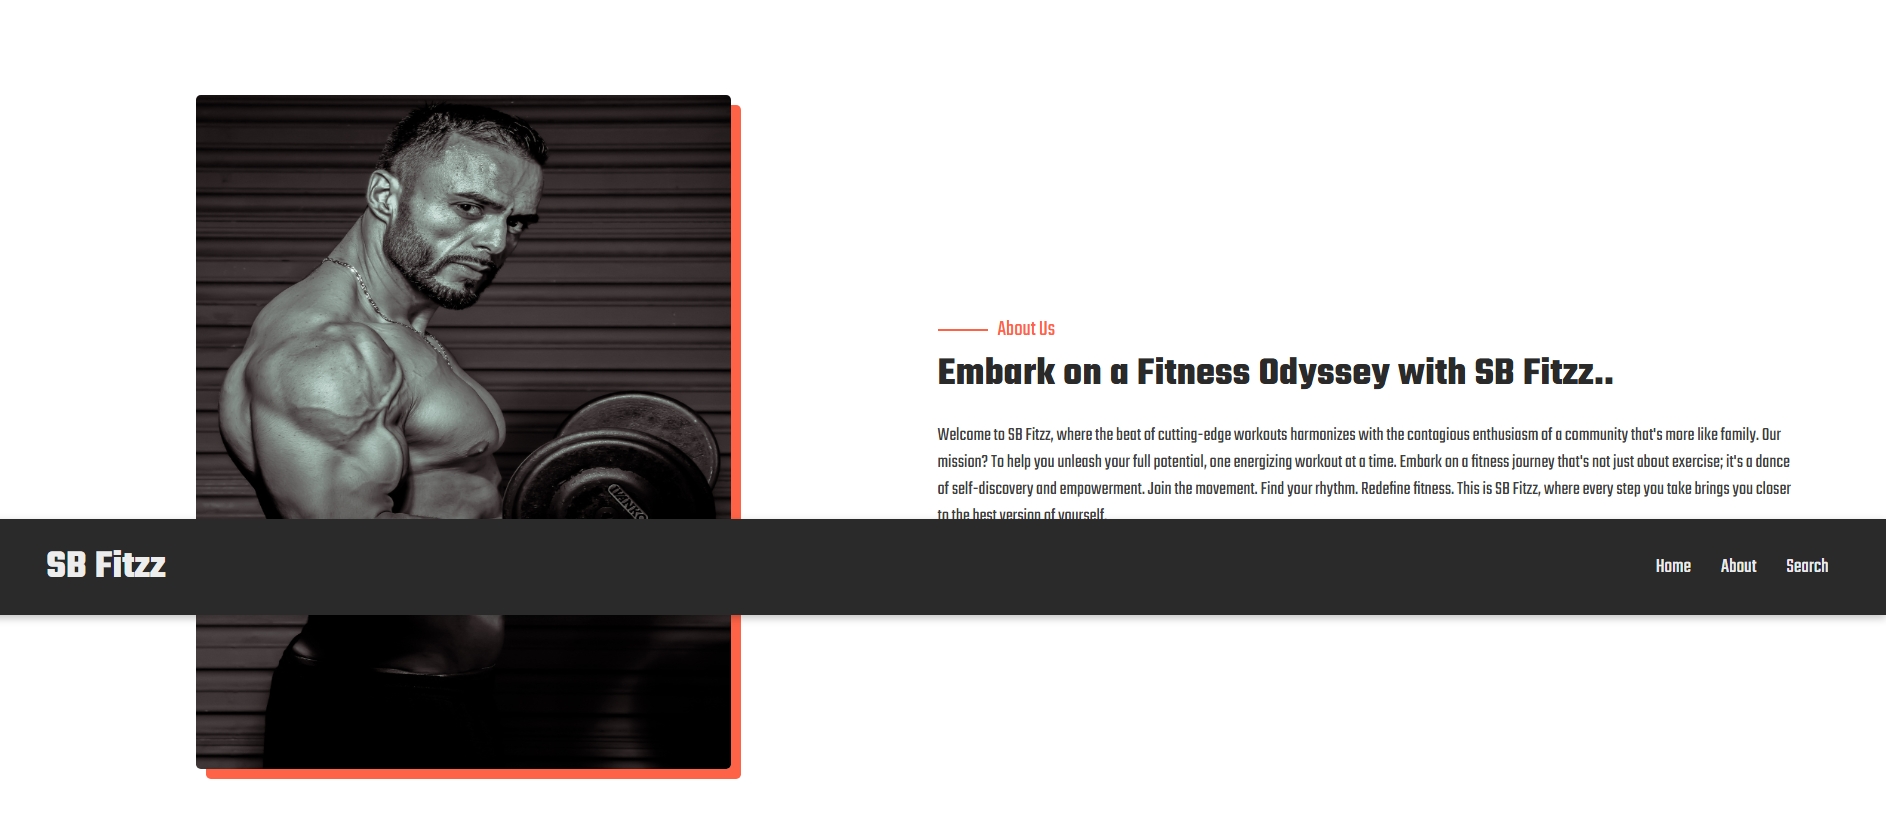 About Us
Embark on a Fitness Odyssey with SB Fitzz..
Welcome to SB Fitzz, where the beat of cutting-edge workouts harmonizes with the contagious enthusiasm of a community that's more like family. Our
mission? To help you unleash your full potential, one energizing workout at a time. Embark on a fitness journey that's not just about exercise; it's a dance
of self-discovery and empowerment. Join the movement. Find your rhythm. Redefine fitness. This is SB Fitzz, where every step you take brings you closer
to the best version of yourself.
SB Fitzz
Home About Search